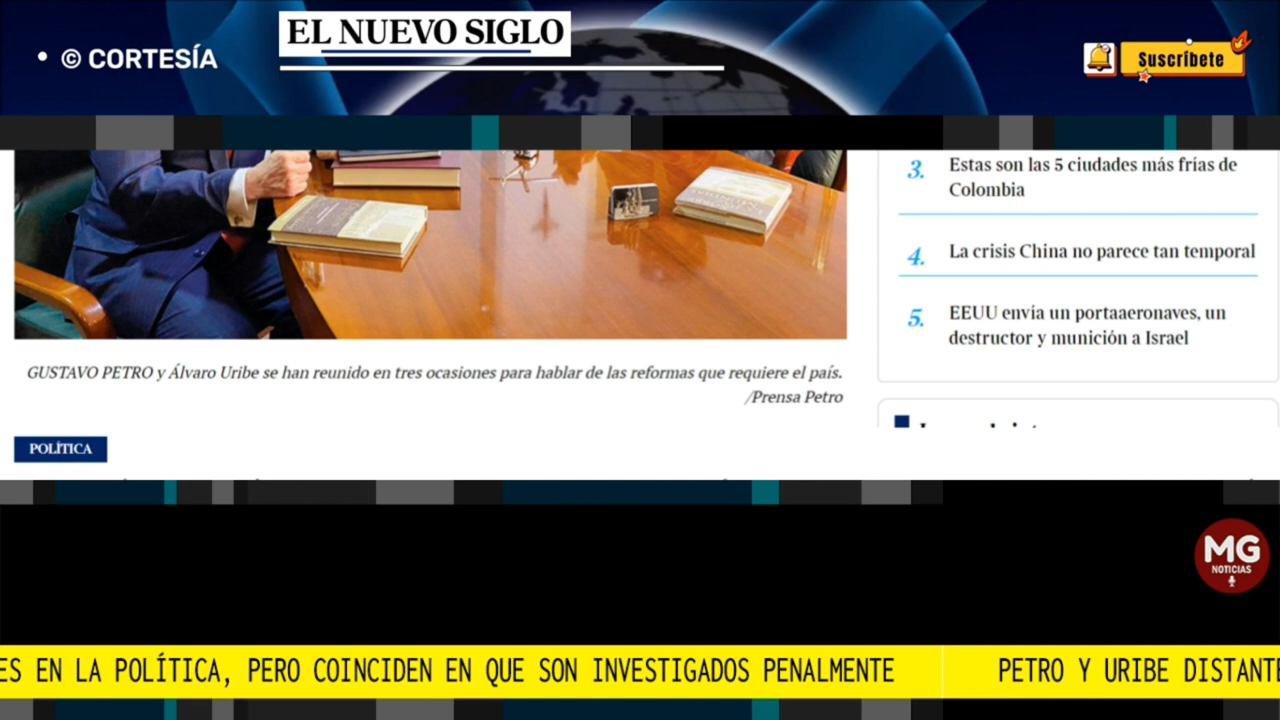 • © CORTESÍA
EL NUEVO SIGLO
Suscríbete
3. Estas son las 5 ciudades más frías de
Colombia
4. La crisis China no parece tan temporal
5. EEUU envía un portaaeronaves, un
destructor y munición a Israel
GUSTAVO PETRO y Álvaro Uribe se han reunido en tres ocasiones para hablar de las reformas que requiere el país.
/Prensa Petro
POLÍTICA
MG
NOTICIAS
ES EN LA POLÍTICA, PERO COINCIDEN EN QUE SON INVESTIGADOS PENALMENTE PETRO Y URIBE DISTANTE